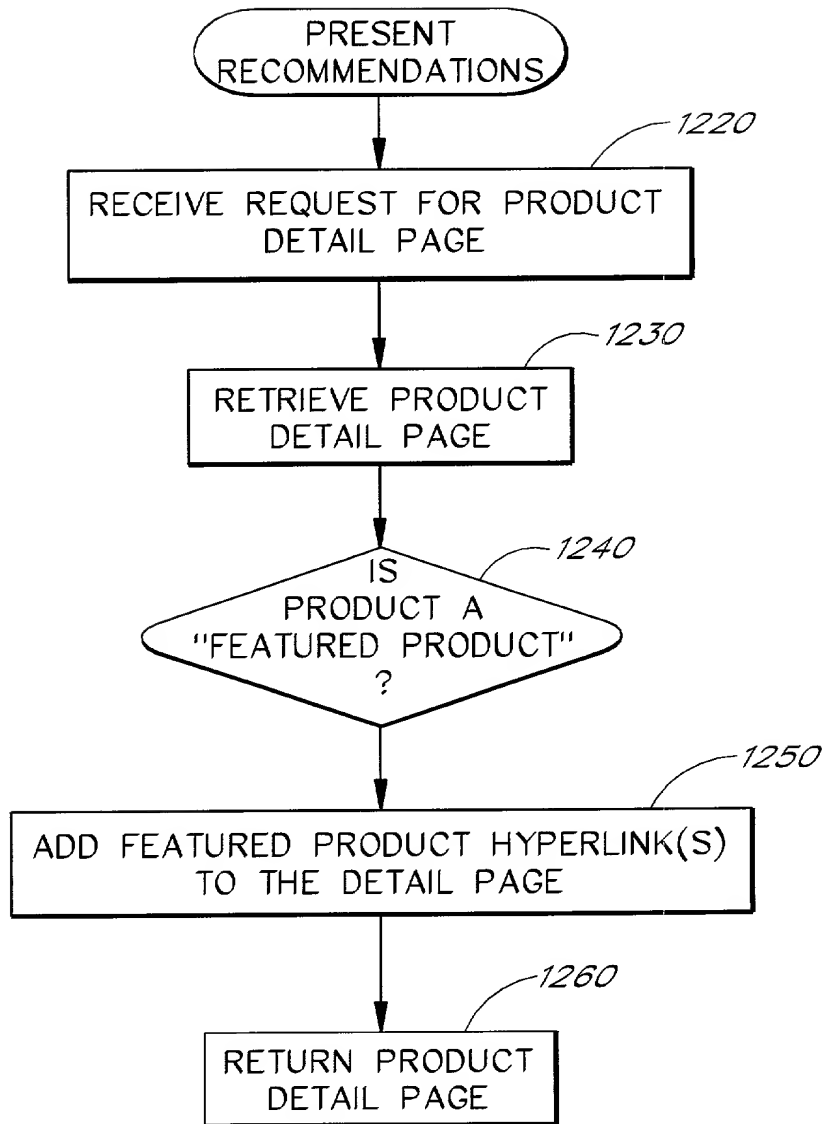 PRESENT
RECOMMENDATIONS
1220
RECEIVE REQUEST FOR PRODUCT
DETAIL PAGE
1230
RETRIEVE PRODUCT
DETAIL PAGE
1240
IS
PRODUCT A
"FEATURED PRODUCT"
?
1250
ADD FEATURED PRODUCT HYPERLINK(S)
TO THE DETAIL PAGE
1260
RETURN PRODUCT
DETAIL PAGE